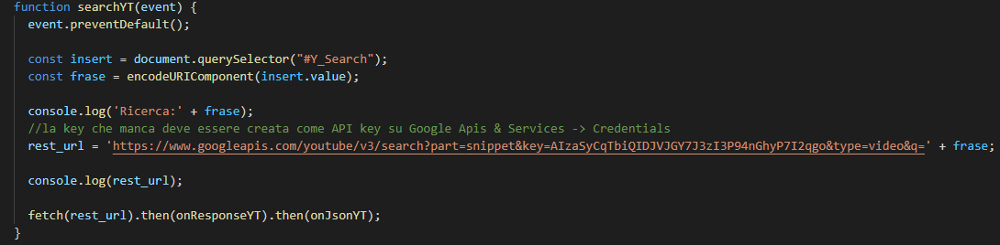 function searchYT(event) {
event.preventDefault();
const insert = document.querySelector("#Y_Search");
const frase = encodeURIComponent(insert.value);
console.log('Ricerca:' + frase);
//la key che manca deve essere creata come API key su Google Apis & Services -> Credentials
rest_url = 'https://www.googleapis.com/youtube/v3/search?part=snippet&key=AIzaSyCqTbiQIDJVJGY7J3zI3P94nGhyP7I2qgo&type=video&q=' + frase;
console.log(rest_url);
fetch(rest_url).then(onResponseYT).then(onJsonYT);
}